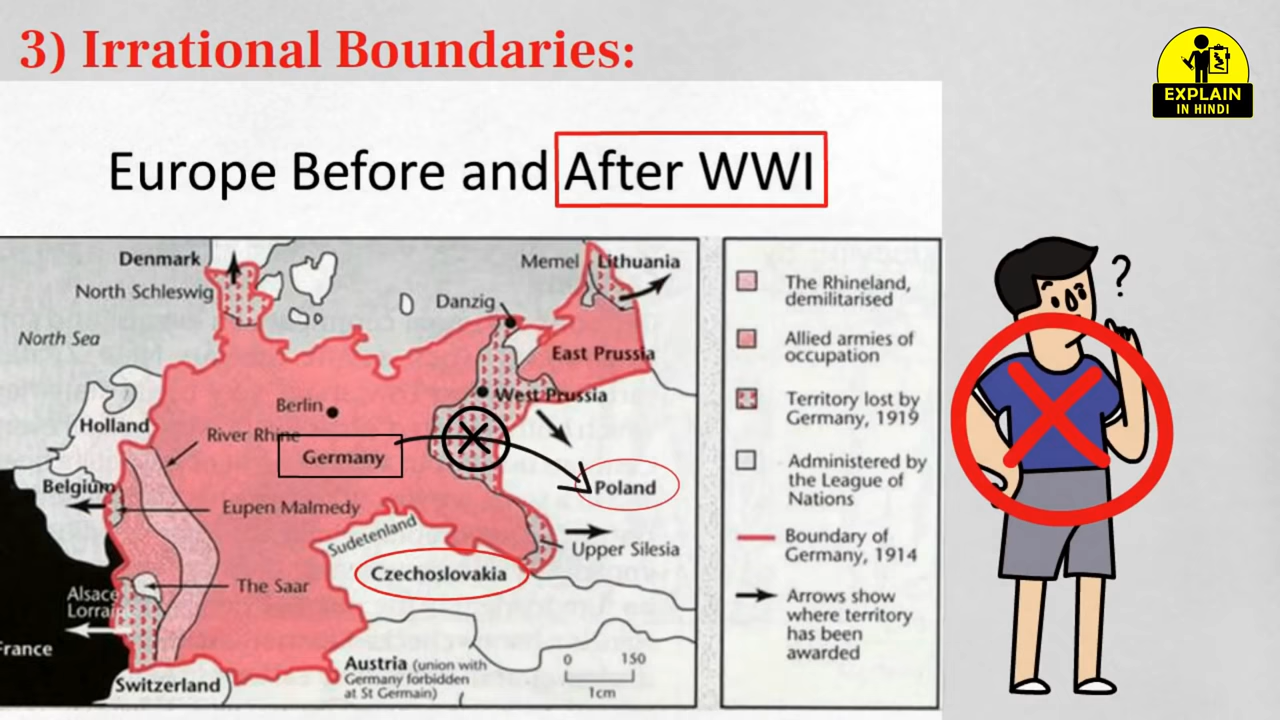 3) Irrational Boundaries:
EXPLAIN
IN HINDI
Europe Before and After WWI
Denmark
North Schleswig
North Sea
Memel
Lithuania
Danzig
East Prussia
West Prussia
Berlin
Holland
River Rhine
Germany
Poland
Belgium
Eupen Malmedy
Sudetenland
Upper Silesia
Czechoslovakia
The Saar
Alsace
Lorrain
France
Switzerland
Austria (union with
Germany forbidden
at St Germain)
0 150
1cm
The Rhineland,
demilitarised
Allied armies of
occupation
Territory lost by
Germany, 1919
Administered by
the League of
Nations
Boundary of
Germany, 1914
Arrows show
where territory
has been
awarded
?